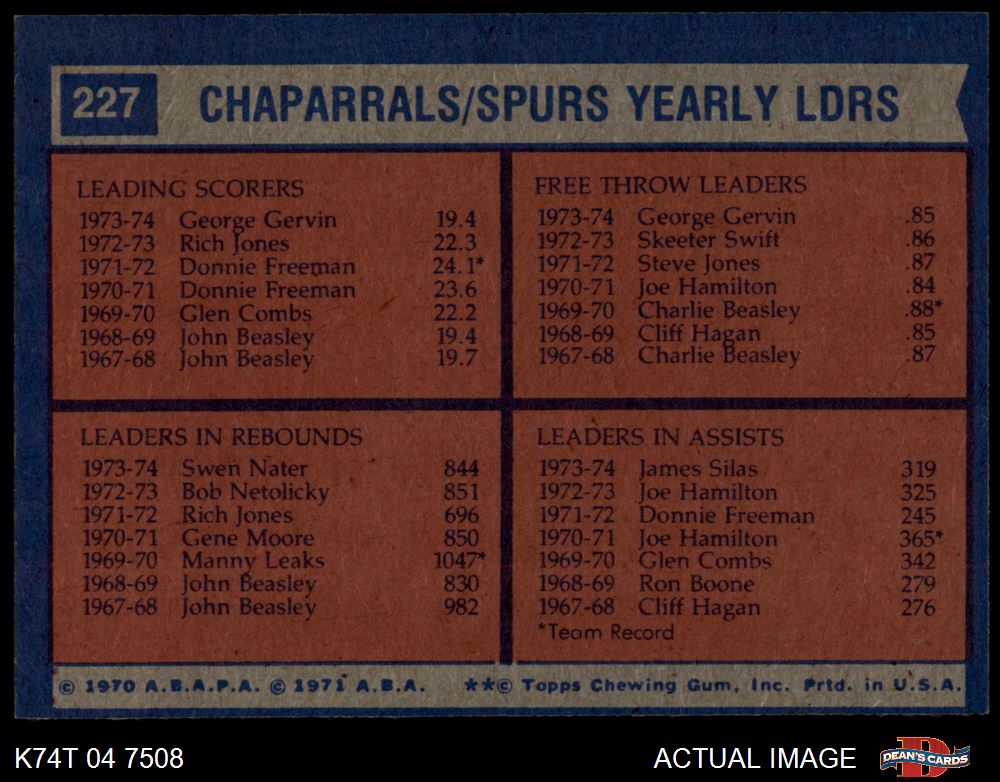 227 CHAPARRALS/SPURS YEARLY LDRS
LEADING SCORERS
1973-74 George Gervin 19.4
1972-73 Rich Jones 22.3
1971-72 Donnie Freeman 24.1*
1970-71 Donnie Freeman 23.6
1969-70 Glen Combs 22.2
1968-69 John Beasley 19.4
1967-68 John Beasley 19.7
FREE THROW LEADERS
1973-74 George Gervin .85
1972-73 Skeeter Swift .86
1971-72 Steve Jones .87
1970-71 Joe Hamilton .84
1969-70 Charlie Beasley .88*
1968-69 Cliff Hagan .85
1967-68 Charlie Beasley .87
LEADERS IN REBOUNDS
1973-74 Swen Nater 844
1972-73 Bob Netolicky 851
1971-72 Rich Jones 696
1970-71 Gene Moore 850
1969-70 Manny Leaks 1047*
1968-69 John Beasley 830
1967-68 John Beasley 982
LEADERS IN ASSISTS
1973-74 James Silas 319
1972-73 Joe Hamilton 325
1971-72 Donnie Freeman 245
1970-71 Joe Hamilton 365*
1969-70 Glen Combs 342
1968-69 Ron Boone 279
1967-68 Cliff Hagan 276
*Team Record
© 1970 A.B.A.P.A. © 1971 A.B.A. **© Topps Chewing Gum, Inc. Prtd. in U.S.A.
K74T 04 7508 ACTUAL IMAGE DEAN'S CARDS